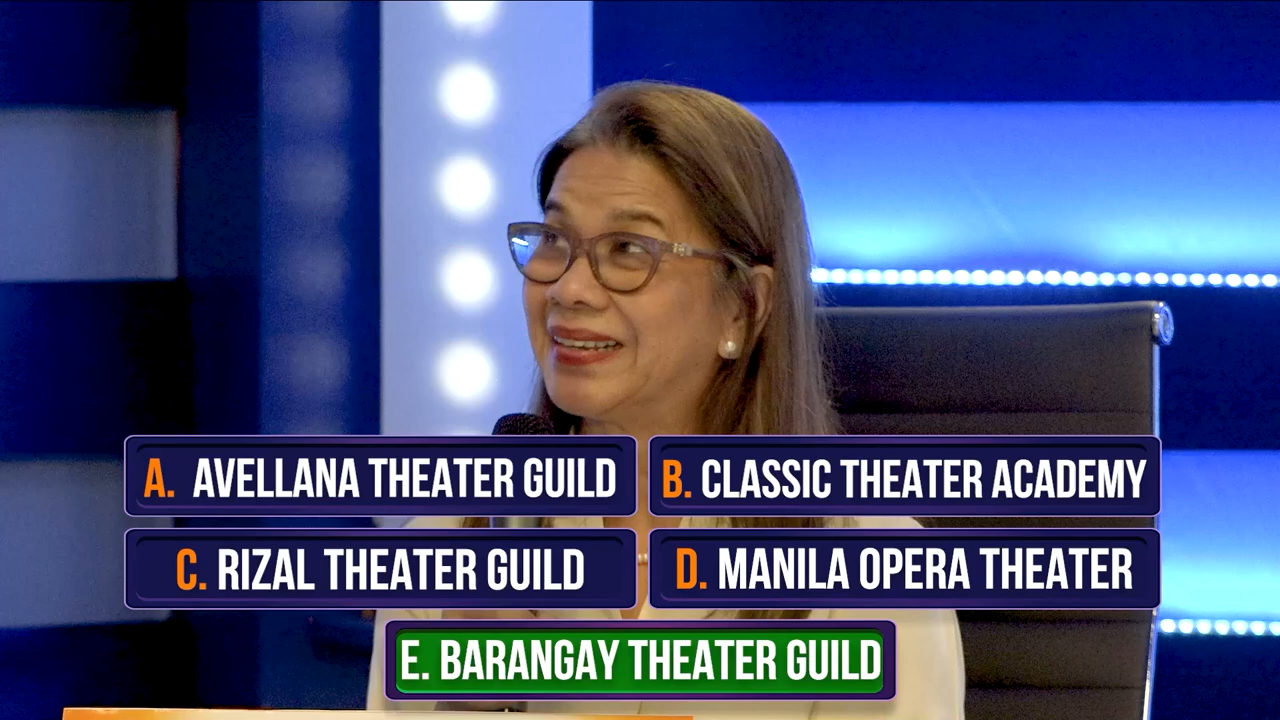 A. AVELLANA THEATER GUILD
B. CLASSIC THEATER ACADEMY
C. RIZAL THEATER GUILD
D. MANILA OPERA THEATER
E. BARANGAY THEATER GUILD